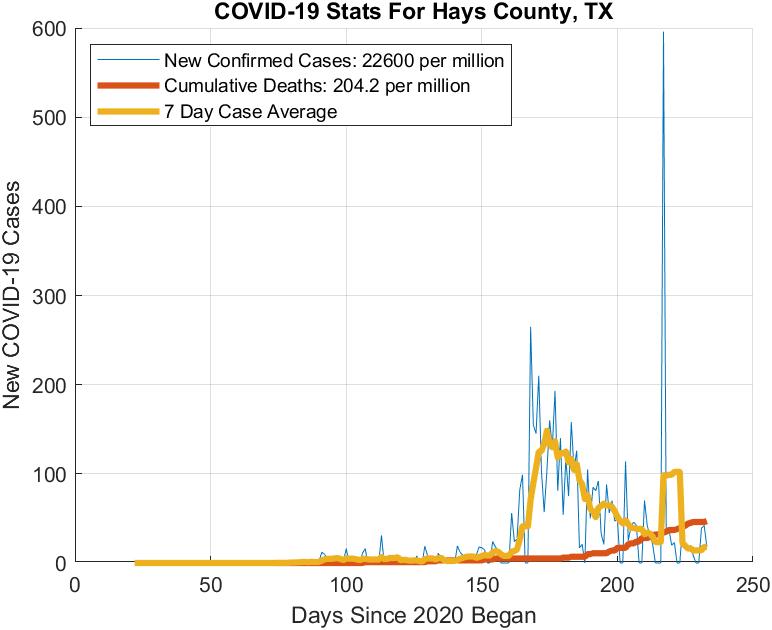 COVID-19 Stats For Hays County, TX
600
New Confirmed Cases: 22600 per million
Cumulative Deaths: 204.2 per million
7 Day Case Average
500
400
300
200
100
0
New COVID-19 Cases
0 50 100 150 200 250
Days Since 2020 Began